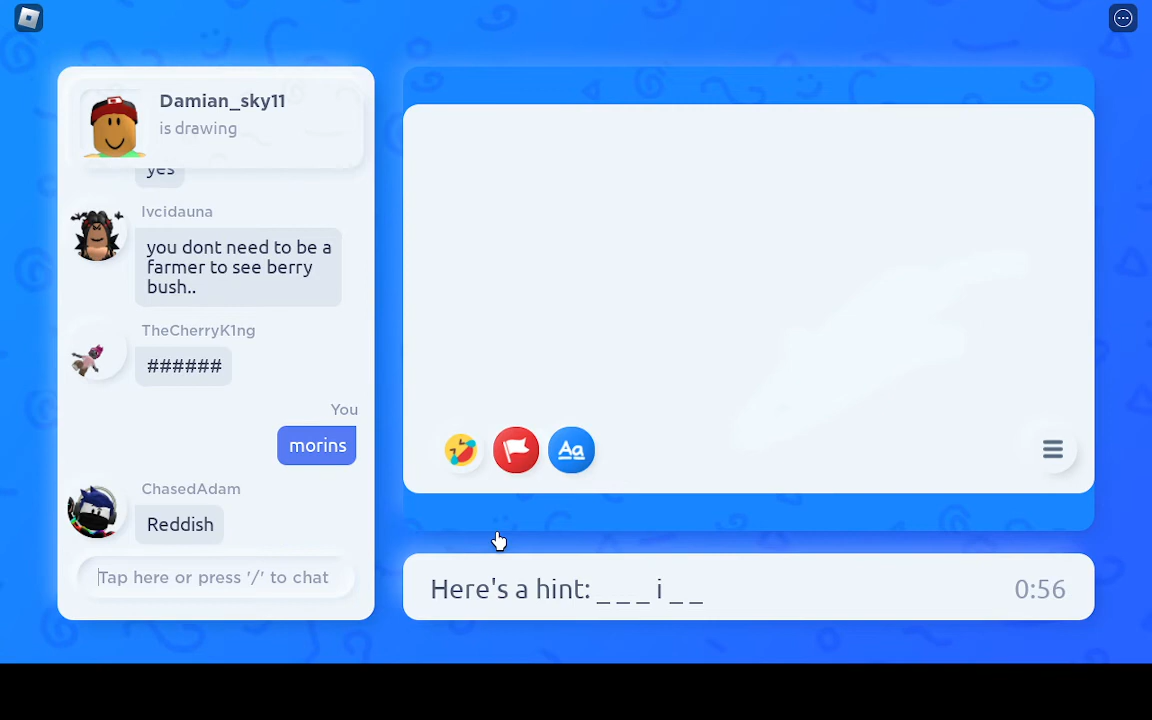 Damian_sky11
is drawing
yes
Ivcidauna
you dont need to be a
farmer to see berry
bush..
TheCherryK1ng
######
You
morins
ChasedAdam
Reddish
Tap here or press '/' to chat
Aa
Here's a hint: _ _ _ i _ _
0:56